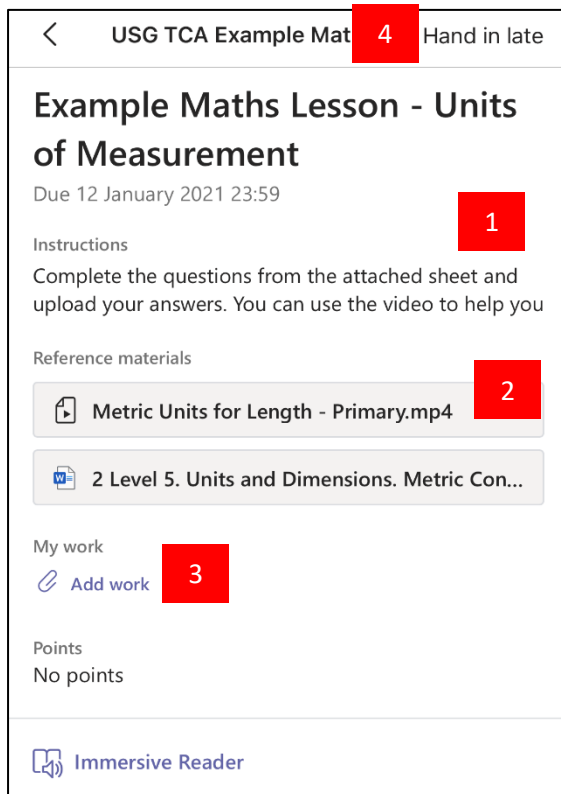 USG TCA Example Mat 4 Hand in late
Example Maths Lesson - Units
of Measurement
Due 12 January 2021 23:59
1
Instructions
Complete the questions from the attached sheet and
upload your answers. You can use the video to help you
Reference materials
2
Metric Units for Length - Primary.mp4
2 Level 5. Units and Dimensions. Metric Con...
My work
3
Add work
Points
No points
Immersive Reader